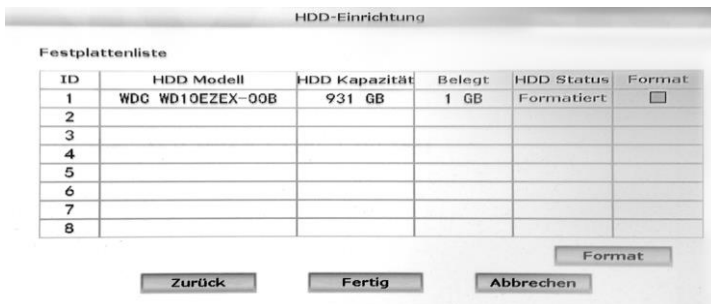 HDD-Einrichtung
Festplattenliste
ID HDD Modell HDD Kapazität Belegt HDD Status Format
1 WDC WD10EZEX-00B 931 GB 1 GB Formatiert
2
3
4
5
6
7
8
Format
Zurück Fertig Abbrechen